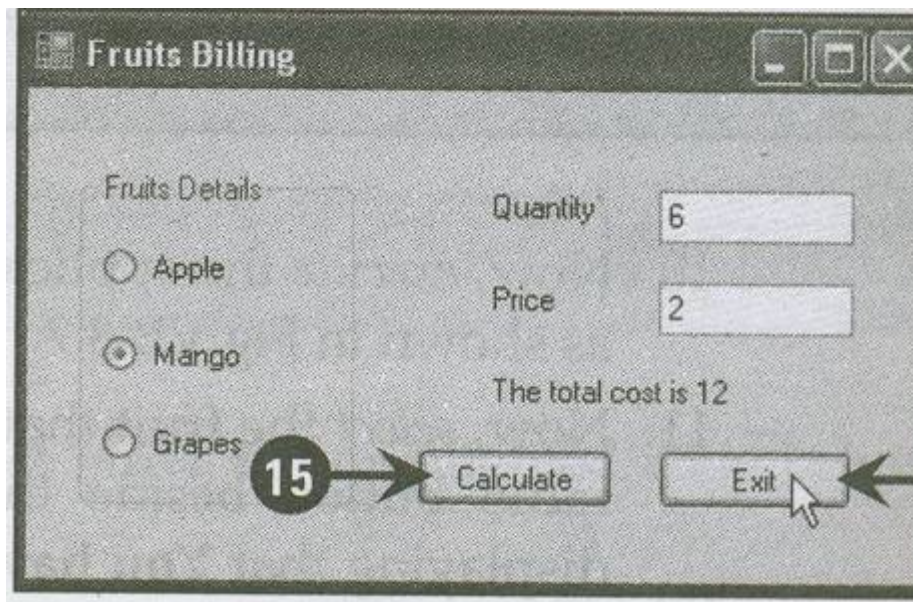 Fruits Billing
Fruits Details
Apple
Mango
Grapes
Quantity 6
Price 2
The total cost is 12
15
Calculate Exit